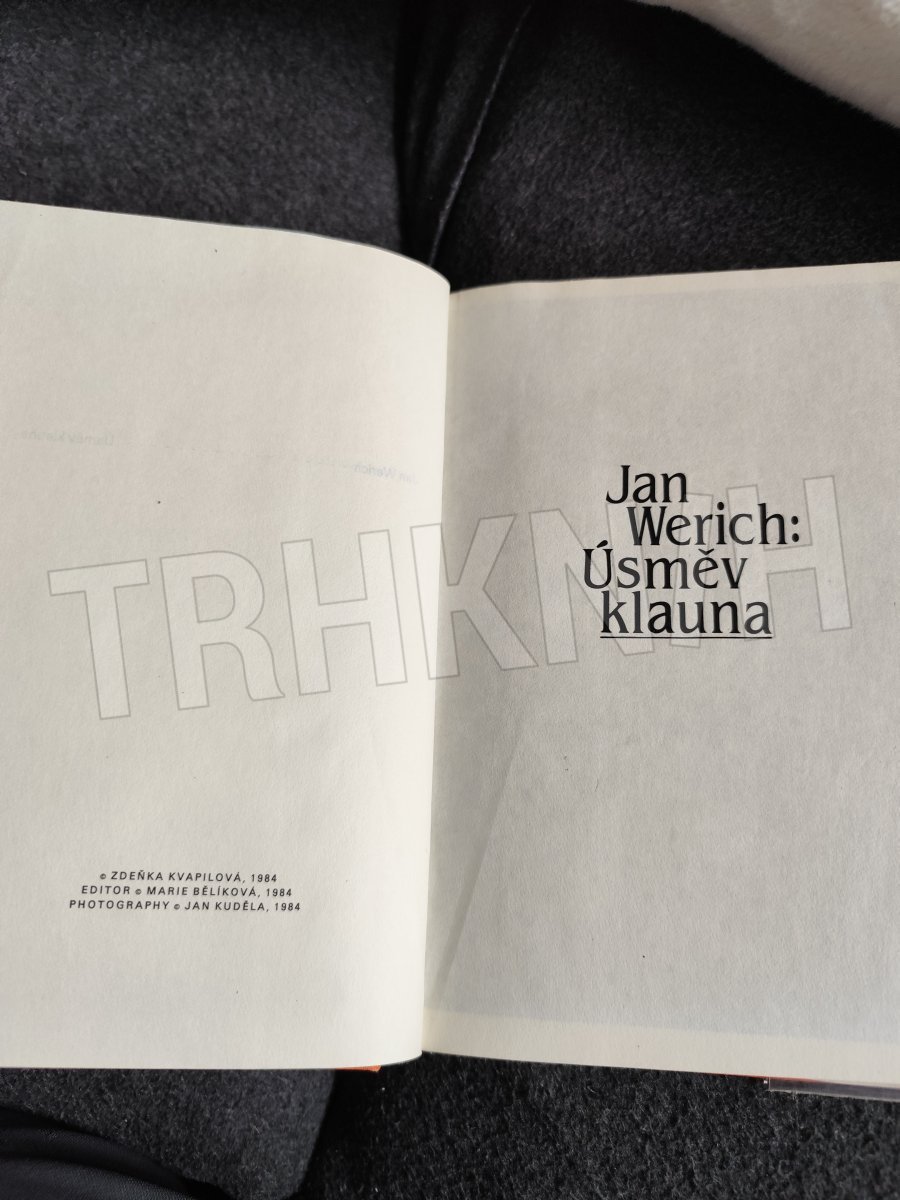 © ZDEŇKA KVAPILOVÁ, 1984
EDITOR © MARIE BĚLÍKOVÁ, 1984
PHOTOGRAPHY © JAN KUDĚLA, 1984
Jan
Werich:
Úsměv
klauna
TRHKNIH